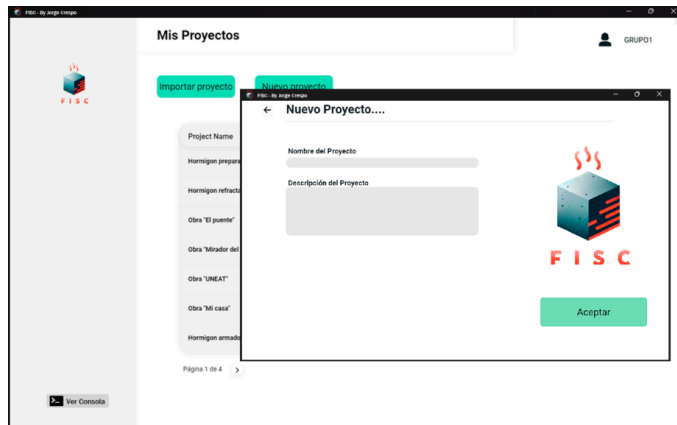 FISC - By Jorge Crespo
Mis Proyectos
GRUPO1
FISC
Importar proyecto
Nuevo proyecto
Project Name
Hormigon prepara
Hormigon refracta
Obra "El puente"
Obra "Mirador del
Obra "UNEAT"
Obra "Mi casa"
Hormigon armado
Página 1 de 4
Ver Consola
FISC - By Jorge Crespo
Nuevo Proyecto....
Nombre del Proyecto
Descripción del Proyecto
FISC
Aceptar